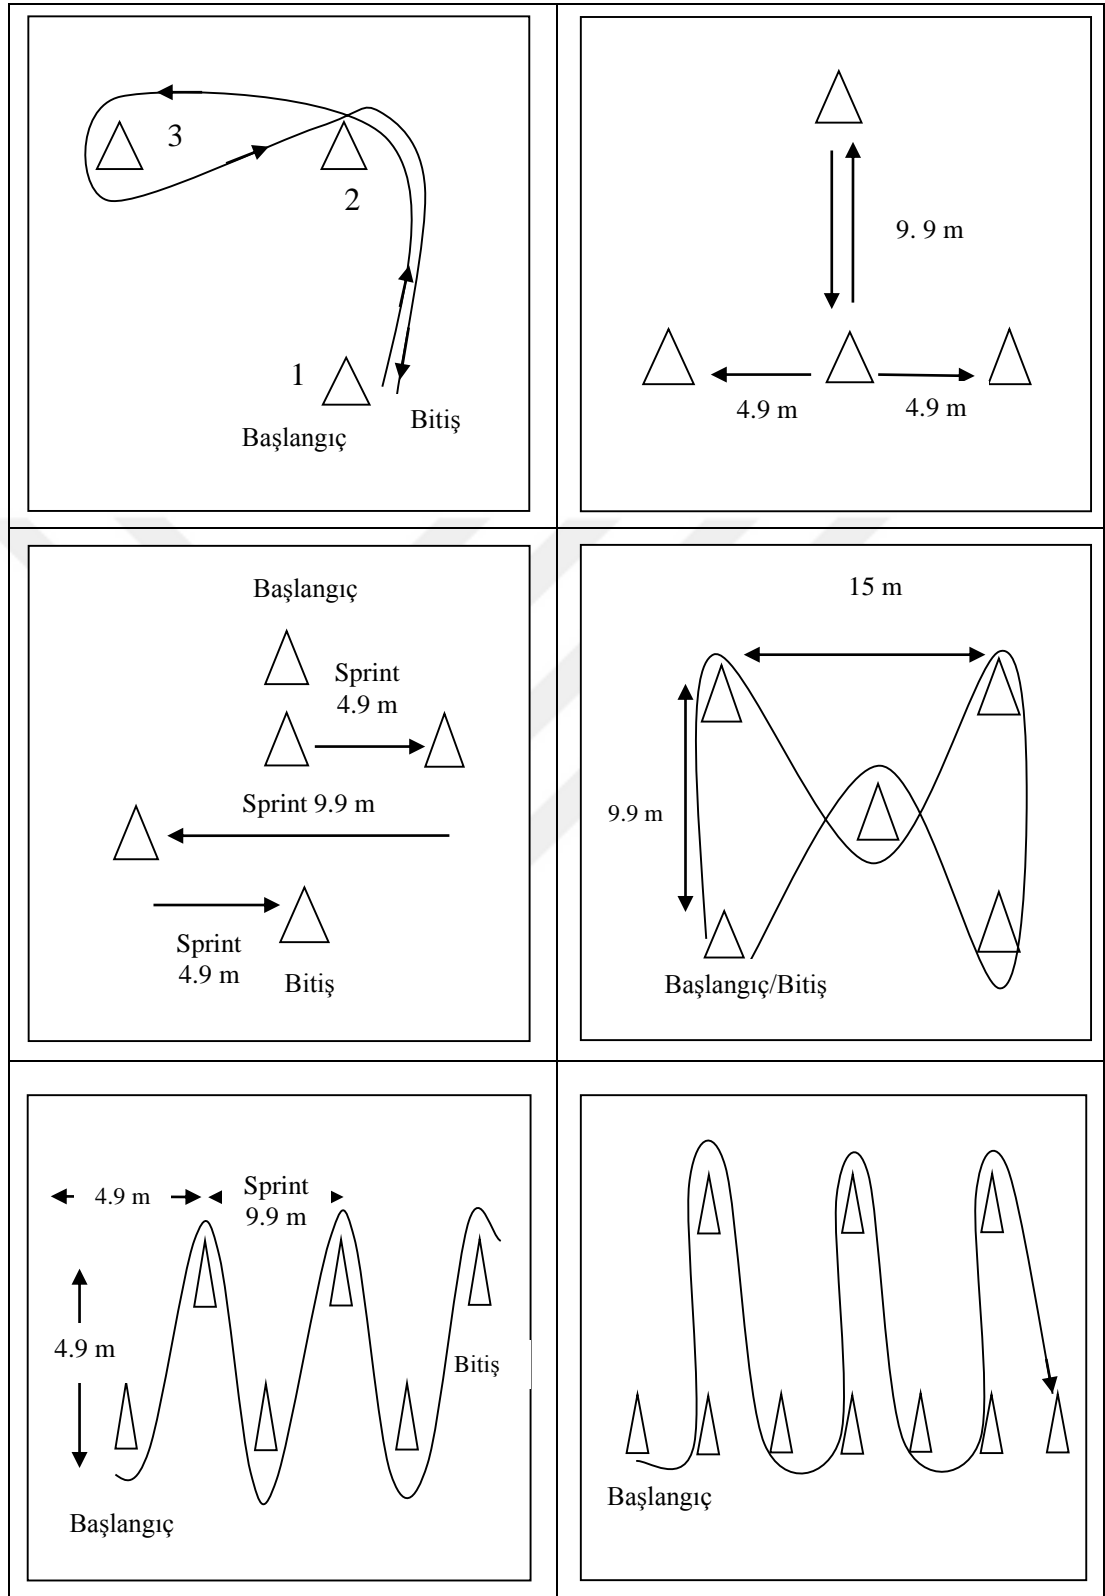 3
2
1
Bitiş
Başlangıç
9. 9 m
4.9 m
4.9 m
Başlangıç
Sprint
4.9 m
Sprint 9.9 m
Sprint
4.9 m
Bitiş
15 m
9.9 m
Başlangıç/Bitiş
4.9 m
Sprint
9.9 m
4.9 m
Bitiş
Başlangıç
Başlangıç